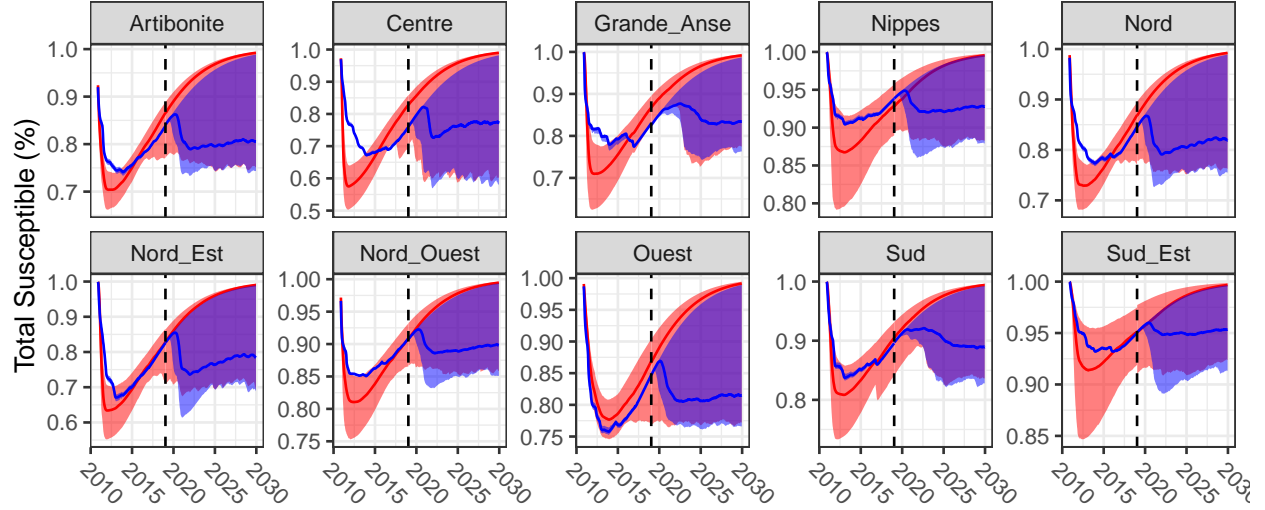 Artibonite Centre Grande_Anse Nippes Nord
1.0 1.0 1.0 1.00 1.0
0.9 0.9 0.9 0.95 0.9
0.8 0.8 0.8 0.90 0.8
0.7 0.7 0.7 0.85 0.7
0.6 0.80
0.5
Total Susceptible (%)
Nord_Est Nord_Ouest Ouest Sud Sud_Est
1.0 1.00 1.00 1.0 1.00
0.9 0.95 0.95 0.9 0.95
0.8 0.90 0.90 0.8 0.90
0.7 0.85 0.85 0.85
0.6 0.80 0.80
0.75 0.75
2010 2015 2020 2025 2030 2010 2015 2020 2025 2030 2010 2015 2020 2025 2030 2010 2015 2020 2025 2030 2010 2015 2020 2025 2030